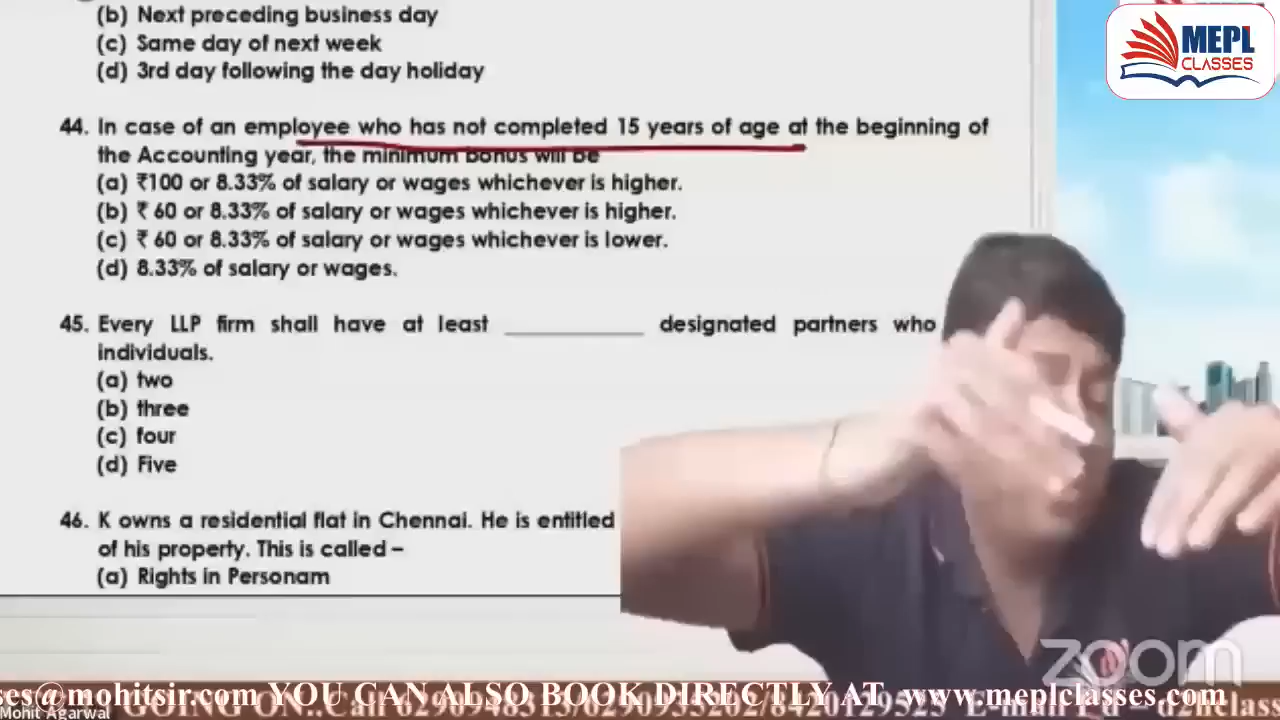 (b) Next preceding business day
(c) Same day of next week
(d) 3rd day following the day holiday
44. In case of an employee who has not completed 15 years of age at the beginning of
the Accounting year, the minimum bonus will be
(a) ₹100 or 8.33% of salary or wages whichever is higher.
(b) ₹ 60 or 8.33% of salary or wages whichever is higher.
(c) ₹ 60 or 8.33% of salary or wages whichever is lower.
(d) 8.33% of salary or wages.
45. Every LLP firm shall have at least ____________ designated partners who
individuals.
(a) two
(b) three
(c) four
(d) Five
46. K owns a residential flat in Chennai. He is entitled
of his property. This is called –
(a) Rights in Personam
MEPL
CLASSES
zoom
ses@mohitsir.com YOU CAN ALSO BOOK DIRECTLY AT www.meplclasses.com
Mohit Agarwal
GOING ON..Call